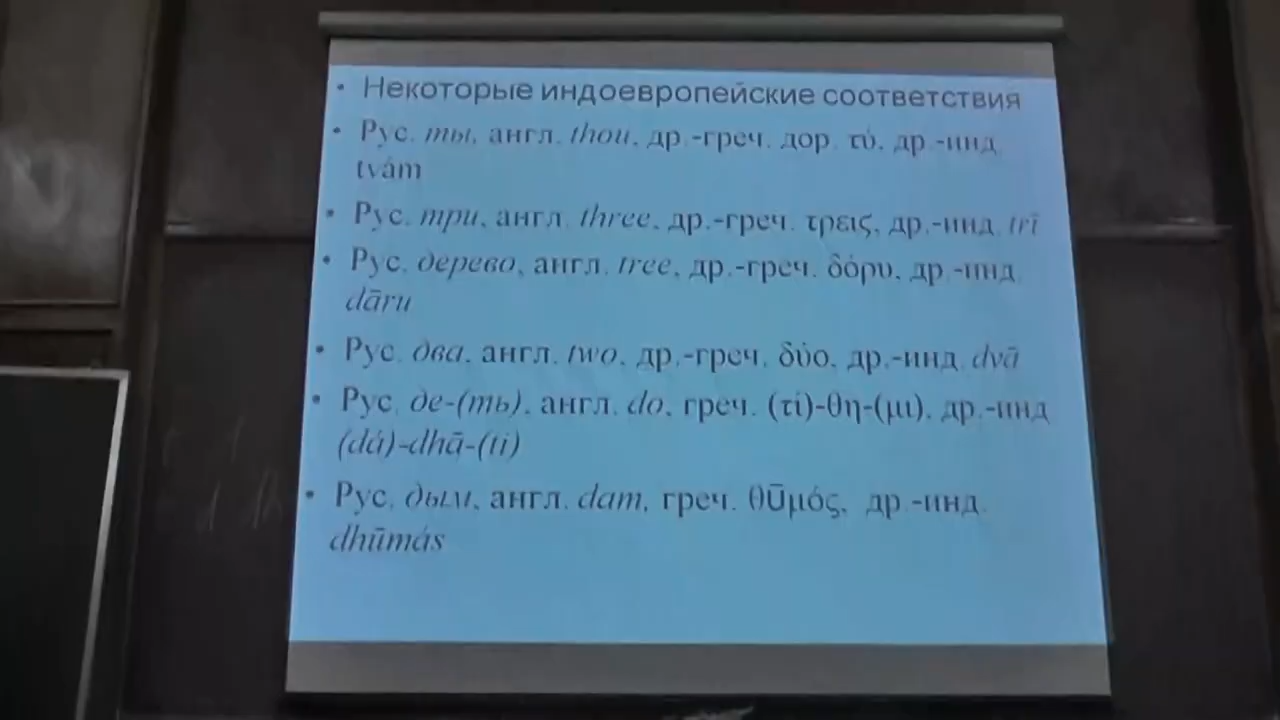 • Некоторые индоевропейские соответствия
• Рус. ты, англ. thou, др.-греч. дор. τύ, др.-инд.
tvám
• Рус. три, англ. three, др.-греч. τρεις, др.-инд. trī
• Рус. дерево, англ. tree, др.-греч. δόρυ, др.-инд.
dāru
• Рус. два, англ. two, др.-греч. δύο, др.-инд. dvā
• Рус. де-(ть), англ. do, греч. (τί)-θη-(μι), др.-инд
(dá)-dhā-(ti)
• Рус. дым, англ. dam, греч. θῡμός, др.-инд.
dhūmás